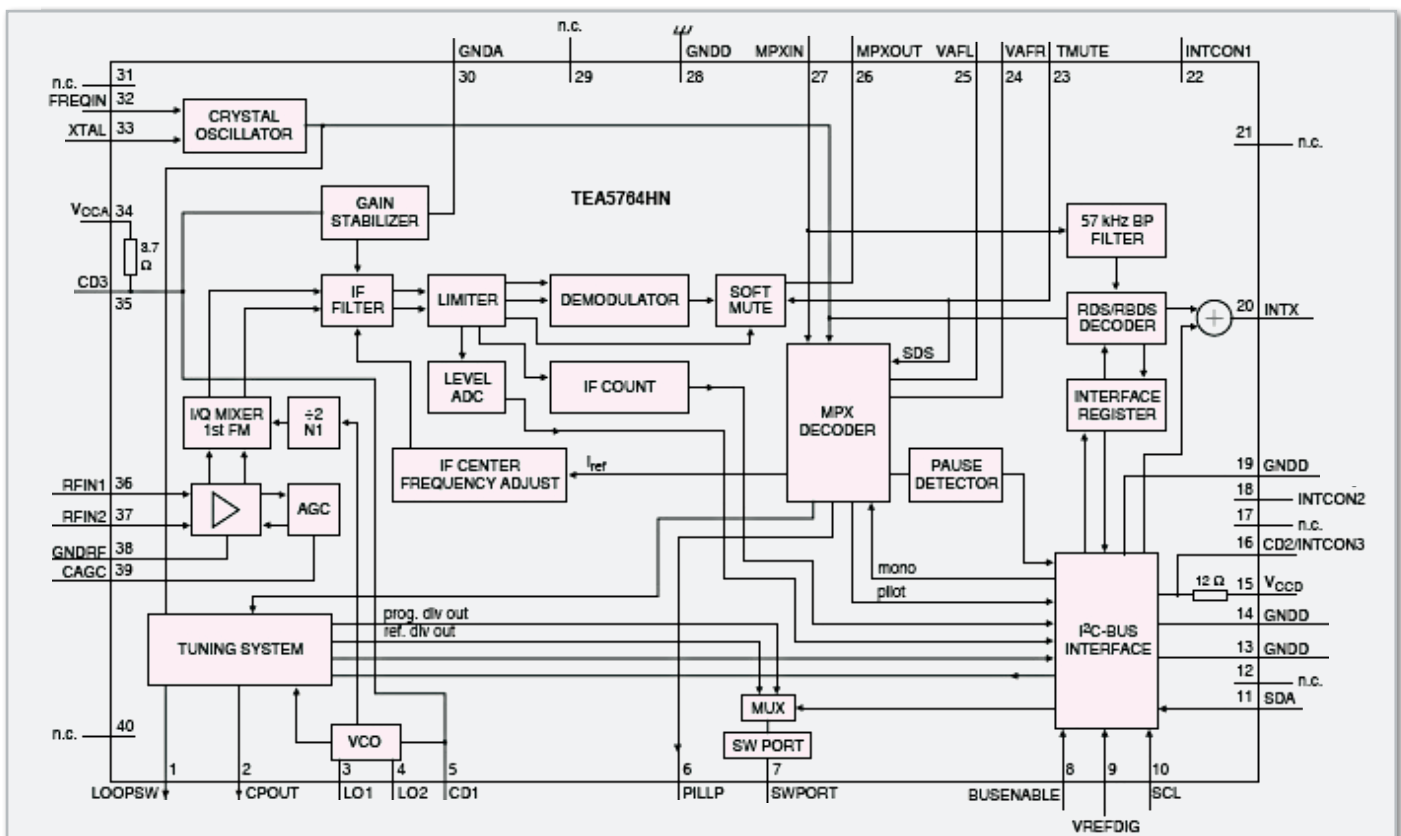 n.c.
GNDA
GNDD
MPXIN
MPXOUT
VAFL
VAFR
TMUTE
INTCON1
30
29
28
27
26
25
24
23
22
n.c.
31
FREQIN
32
XTAL
33
CRYSTAL
OSCILLATOR
21
n.c.
TEA5764HN
GAIN
STABILIZER
VCCA
34
3.7
Ω
CD3
35
57 kHz BP
FILTER
IF
FILTER
LIMITER
DEMODULATOR
SOFT
MUTE
RDS/RBDS
DECODER
+
20
INTX
SDS
LEVEL
ADC
IF COUNT
MPX
DECODER
INTERFACE
REGISTER
I/Q MIXER
1st FM
÷2
N1
IF CENTER
FREQUENCY ADJUST
Iref
PAUSE
DETECTOR
19
GNDD
RFIN1
36
RFIN2
37
AGC
18
INTCON2
17
n.c.
GNDRF
38
CAGC
39
16
CD2/INTCON3
mono
pilot
12 Ω
15
VCCD
prog. div out
ref. div out
TUNING SYSTEM
I²C-BUS
INTERFACE
14
GNDD
13
GNDD
12
n.c.
11
SDA
MUX
SW PORT
n.c.
40
VCO
1
2
3
4
5
6
7
8
9
10
LOOPSW
CPOUT
LO1
LO2
CD1
PILLP
SWPORT
BUSENABLE
SCL
VREFDIG